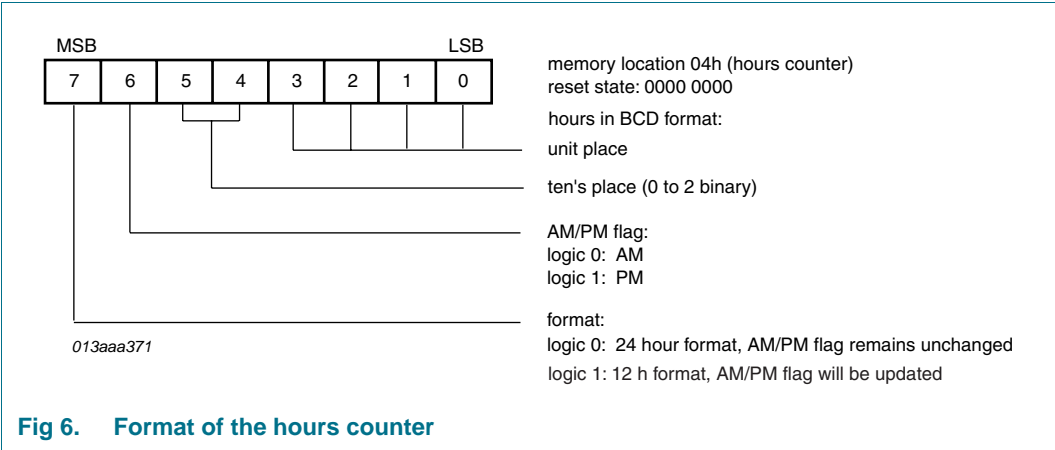 MSB LSB
7 6 5 4 3 2 1 0
memory location 04h (hours counter)
reset state: 0000 0000
hours in BCD format:
unit place
ten's place (0 to 2 binary)
AM/PM flag:
logic 0: AM
logic 1: PM
format:
logic 0: 24 hour format, AM/PM flag remains unchanged
logic 1: 12 h format, AM/PM flag will be updated
013aaa371
Fig 6. Format of the hours counter